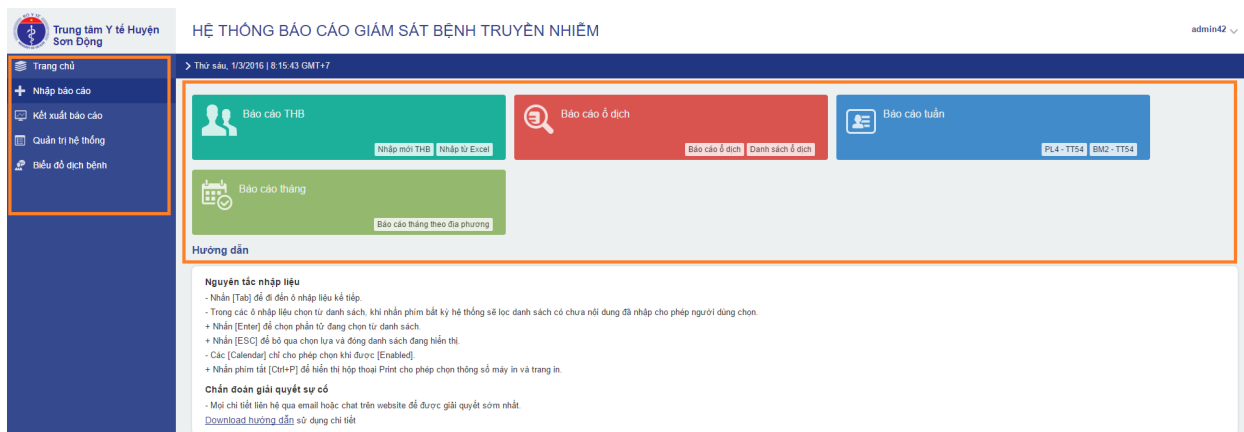 BỘ Y TẾ
Trung tâm Y tế Huyện
Sơn Động
HỆ THỐNG BÁO CÁO GIÁM SÁT BỆNH TRUYỀN NHIỄM
admin42
Trang chủ
Nhập báo cáo
Kết xuất báo cáo
Quản trị hệ thống
Biểu đồ dịch bệnh
Thứ sáu, 1/3/2016 | 8:15:43 GMT+7
Báo cáo THB
Nhập mới THB Nhập từ Excel
Báo cáo ổ dịch
Báo cáo ổ dịch Danh sách ổ dịch
Báo cáo tuần
PL4 - TT54 BM2 - TT54
Báo cáo tháng
Báo cáo tháng theo địa phương
Hướng dẫn
Nguyên tắc nhập liệu
- Nhấn [Tab] để đi đến ô nhập liệu kế tiếp.
- Trong các ô nhập liệu chọn từ danh sách, khi nhấn phím bất kỳ hệ thống sẽ lọc danh sách có chưa nội dung đã nhập cho phép người dùng chọn.
+ Nhấn [Enter] để chọn phần tử đang chọn từ danh sách.
+ Nhấn [ESC] để bỏ qua chọn lựa và đóng danh sách đang hiển thị.
- Các [Calendar] chỉ cho phép chọn khi được [Enabled].
+ Nhấn phím tắt [Ctrl+P] để hiển thị hộp thoại Print cho phép chọn thông số máy in và trang in.
Chẩn đoán giải quyết sự cố
- Mọi chi tiết liên hệ qua email hoặc chat trên website để được giải quyết sớm nhất.
Download hướng dẫn sử dụng chi tiết